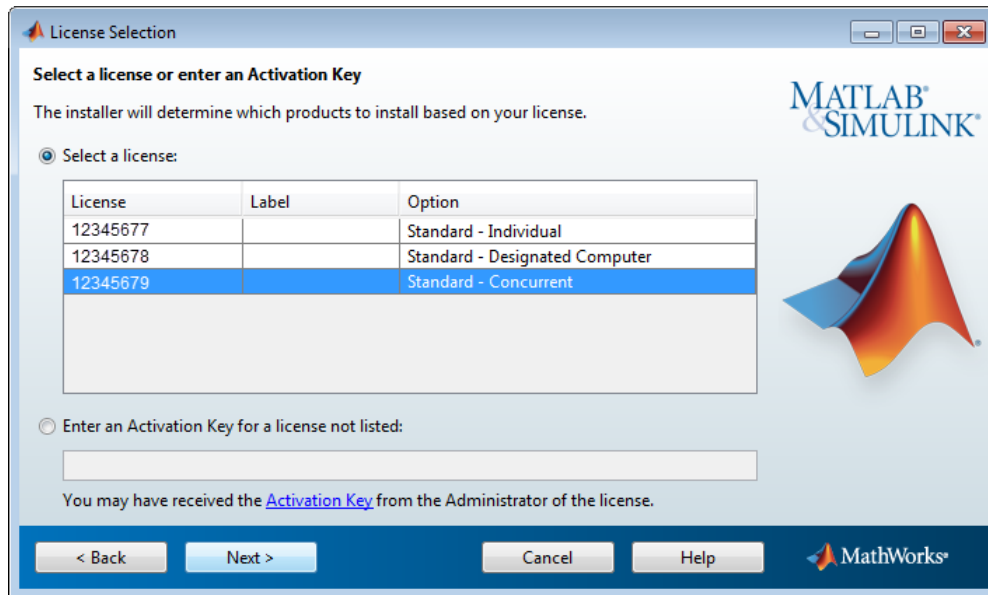 License Selection
Select a license or enter an Activation Key
The installer will determine which products to install based on your license.
MATLAB®
&SIMULINK®
Select a license:
License Label Option
12345677 Standard - Individual
12345678 Standard - Designated Computer
12345679 Standard - Concurrent
Enter an Activation Key for a license not listed:
You may have received the Activation Key from the Administrator of the license.
< Back Next > Cancel Help MathWorks®